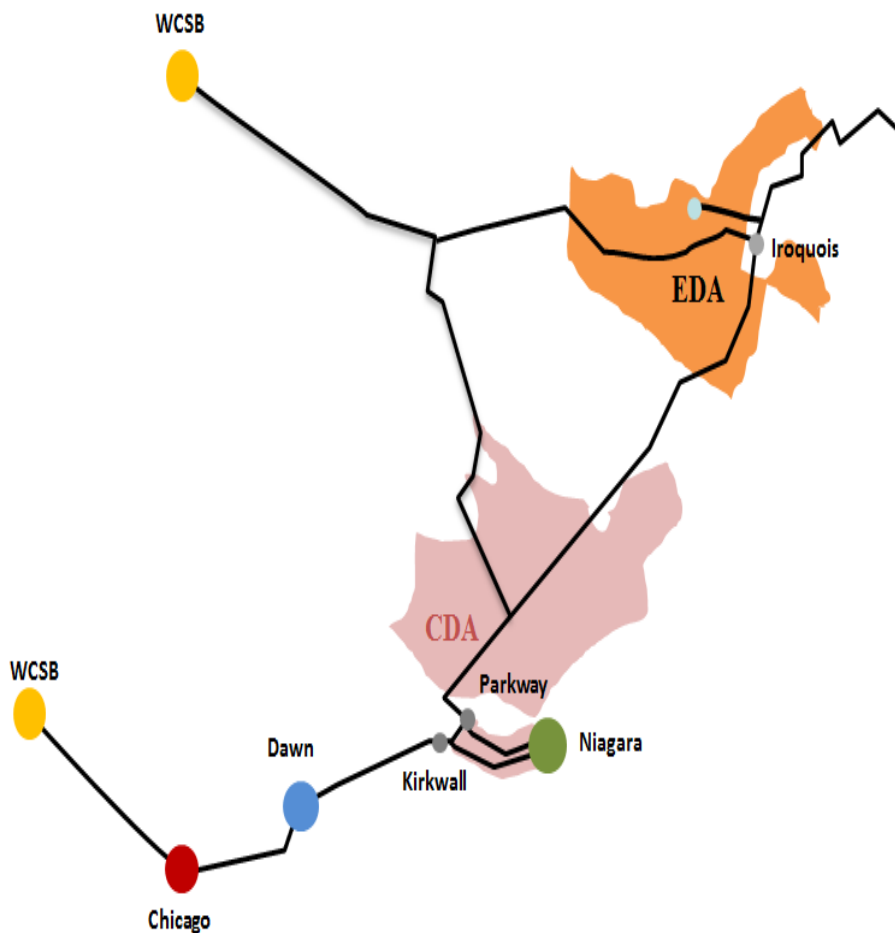 WCSB
Iroquois
EDA
CDA
WCSB
Parkway
Dawn
Niagara
Kirkwall
Chicago